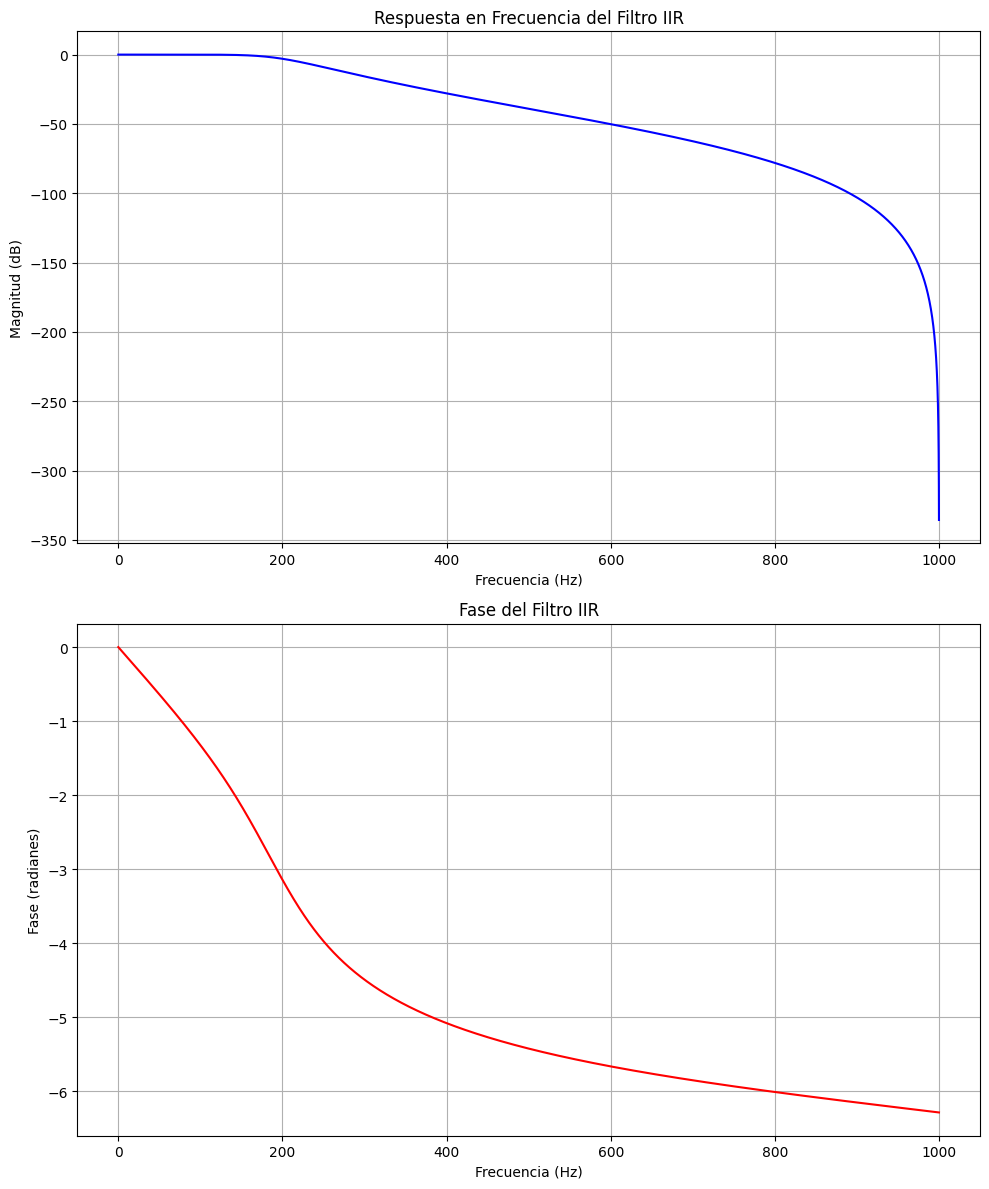 Respuesta en Frecuencia del Filtro IIR
0
−50
−100
−150
−200
−250
−300
−350
Magnitud (dB)
0 200 400 600 800 1000
Frecuencia (Hz)
Fase del Filtro IIR
0
−1
−2
−3
−4
−5
−6
Fase (radianes)
0 200 400 600 800 1000
Frecuencia (Hz)